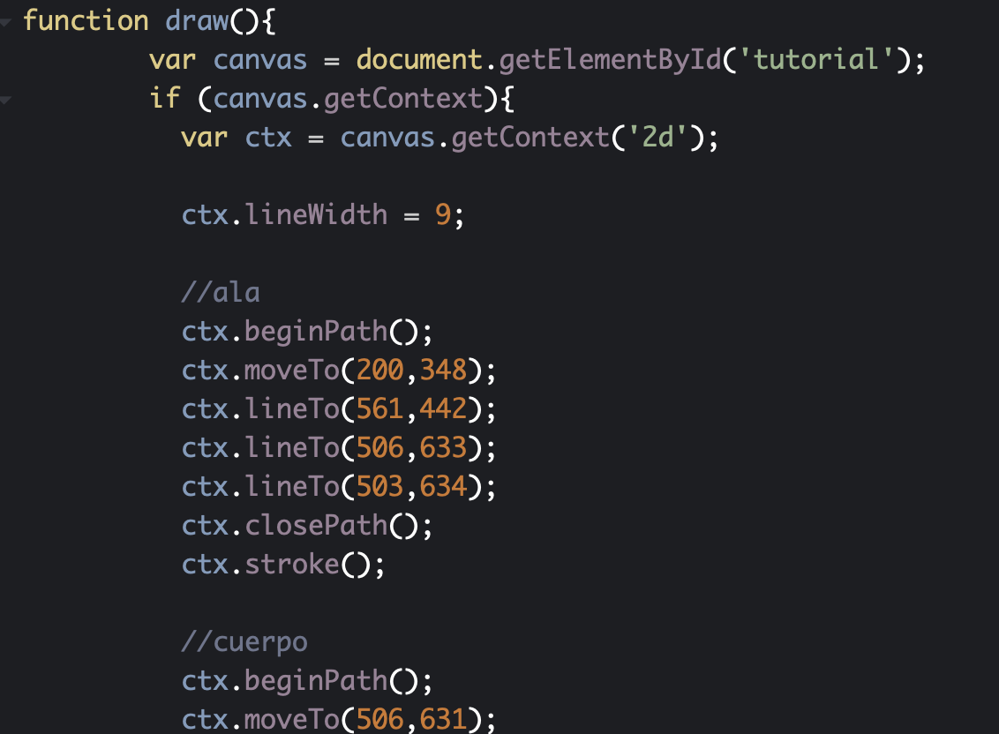 function draw(){
var canvas = document.getElementById('tutorial');
if (canvas.getContext){
var ctx = canvas.getContext('2d');
ctx.lineWidth = 9;
//ala
ctx.beginPath();
ctx.moveTo(200,348);
ctx.lineTo(561,442);
ctx.lineTo(506,633);
ctx.lineTo(503,634);
ctx.closePath();
ctx.stroke();
//cuerpo
ctx.beginPath();
ctx.moveTo(506,631);